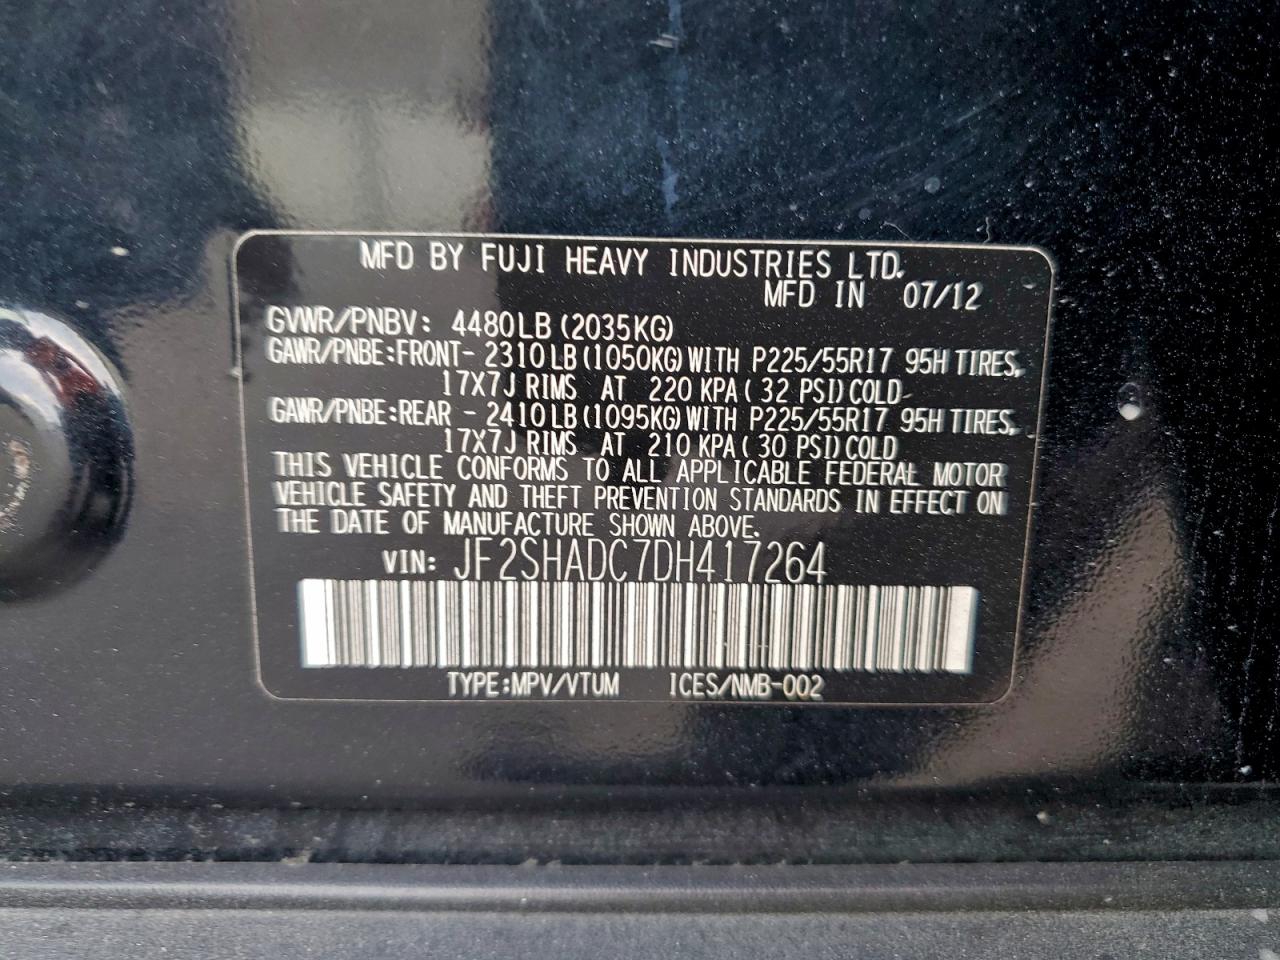 MFD BY FUJI HEAVY INDUSTRIES LTD.
MFD IN 07/12
GVWR/PNBV: 4480LB (2035KG)
GAWR/PNBE:FRONT- 2310LB (1050KG) WITH P225/55R17 95H TIRES,
17X7J RIMS AT 220 KPA ( 32 PSI) COLD
GAWR/PNBE:REAR - 2410LB (1095KG) WITH P225/55R17 95H TIRES,
17X7J RIMS AT 210 KPA ( 30 PSI) COLD
THIS VEHICLE CONFORMS TO ALL APPLICABLE FEDERAL MOTOR
VEHICLE SAFETY AND THEFT PREVENTION STANDARDS IN EFFECT ON
THE DATE OF MANUFACTURE SHOWN ABOVE.
VIN: JF2SHADC7DH417264
TYPE:MPV/VTUM ICES/NMB-002